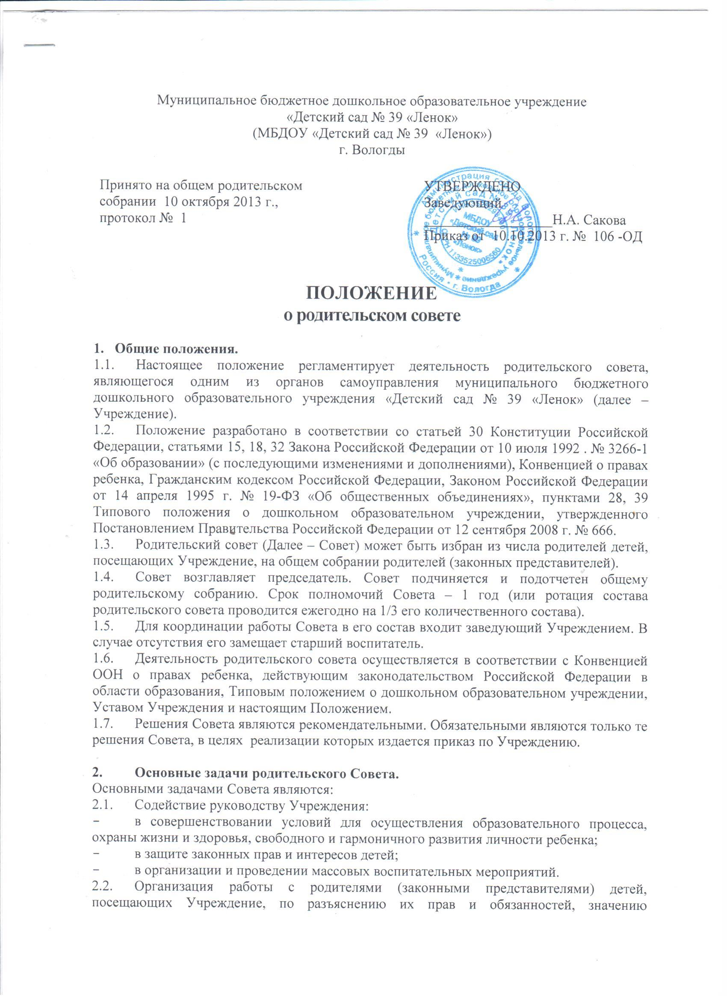 Муниципальное бюджетное дошкольное образовательное учреждение
«Детский сад № 39 «Ленок»
(МБДОУ «Детский сад № 39 «Ленок»)
г. Вологды
Принято на общем родительском
собрании 10 октября 2013 г.,
протокол № 1
УТВЕРЖДЕНО
Заведующий
Н.А. Сакова
Приказ от 10.10.2013 г. № 106 -ОД
Администрация города Вологды
Россия • г. Вологда
МБДОУ
«Детский сад
«Ленок»
1133525006560
ПОЛОЖЕНИЕ
о родительском совете
1. Общие положения.
1.1. Настоящее положение регламентирует деятельность родительского совета,
являющегося одним из органов самоуправления муниципального бюджетного
дошкольного образовательного учреждения «Детский сад № 39 «Ленок» (далее –
Учреждение).
1.2. Положение разработано в соответствии со статьей 30 Конституции Российской
Федерации, статьями 15, 18, 32 Закона Российской Федерации от 10 июля 1992 . № 3266-1
«Об образовании» (с последующими изменениями и дополнениями), Конвенцией о правах
ребенка, Гражданским кодексом Российской Федерации, Законом Российской Федерации
от 14 апреля 1995 г. № 19-ФЗ «Об общественных объединениях», пунктами 28, 39
Типового положения о дошкольном образовательном учреждении, утвержденного
Постановлением Правительства Российской Федерации от 12 сентября 2008 г. № 666.
1.3. Родительский совет (Далее – Совет) может быть избран из числа родителей детей,
посещающих Учреждение, на общем собрании родителей (законных представителей).
1.4. Совет возглавляет председатель. Совет подчиняется и подотчетен общему
родительскому собранию. Срок полномочий Совета – 1 год (или ротация состава
родительского совета проводится ежегодно на 1/3 его количественного состава).
1.5. Для координации работы Совета в его состав входит заведующий Учреждением. В
случае отсутствия его замещает старший воспитатель.
1.6. Деятельность родительского совета осуществляется в соответствии с Конвенцией
ООН о правах ребенка, действующим законодательством Российской Федерации в
области образования, Типовым положением о дошкольном образовательном учреждении,
Уставом Учреждения и настоящим Положением.
1.7. Решения Совета являются рекомендательными. Обязательными являются только те
решения Совета, в целях реализации которых издается приказ по Учреждению.
2. Основные задачи родительского Совета.
Основными задачами Совета являются:
2.1. Содействие руководству Учреждения:
− в совершенствовании условий для осуществления образовательного процесса,
охраны жизни и здоровья, свободного и гармоничного развития личности ребенка;
− в защите законных прав и интересов детей;
− в организации и проведении массовых воспитательных мероприятий.
2.2. Организация работы с родителями (законными представителями) детей,
посещающих Учреждение, по разъяснению их прав и обязанностей, значению